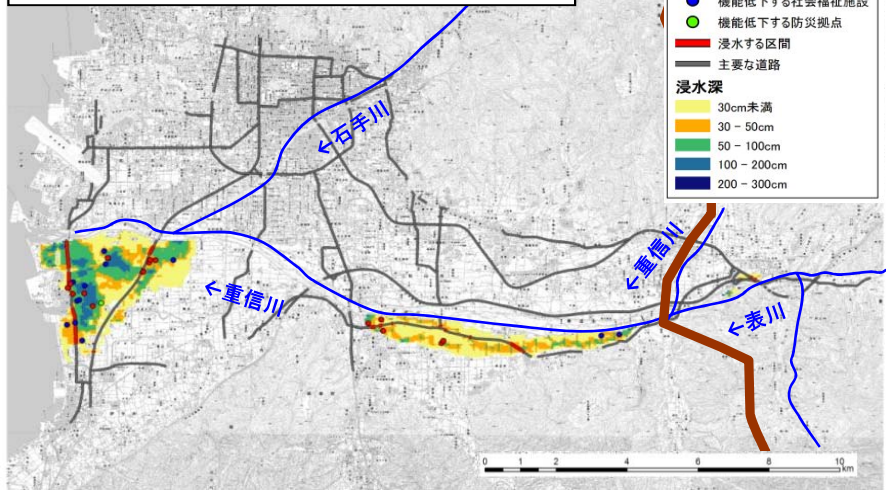 機能低下する社会福祉施設
機能低下する防災拠点
浸水する区間
主要な道路
浸水深
30cm未満
30 - 50cm
50 - 100cm
100 - 200cm
200 - 300cm
←石手川
←重信川
←重信川
←表川
0 1 2 4 6 8 10
km